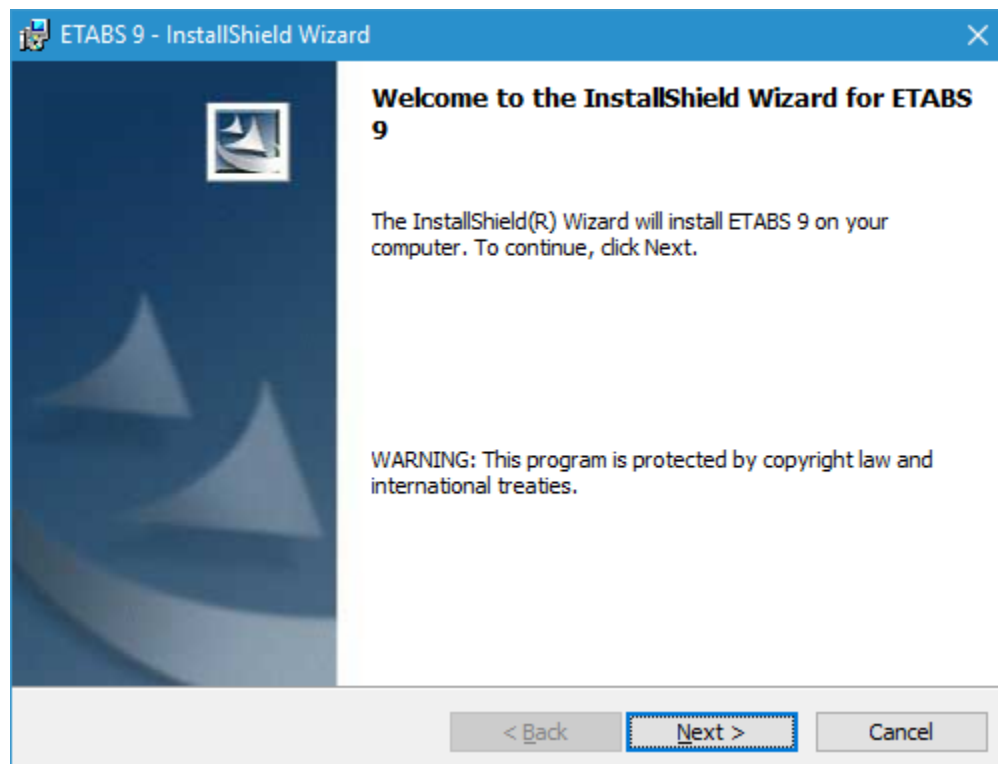 ETABS 9 - InstallShield Wizard
Welcome to the InstallShield Wizard for ETABS
9
The InstallShield(R) Wizard will install ETABS 9 on your
computer. To continue, click Next.
WARNING: This program is protected by copyright law and
international treaties.
< Back Next > Cancel